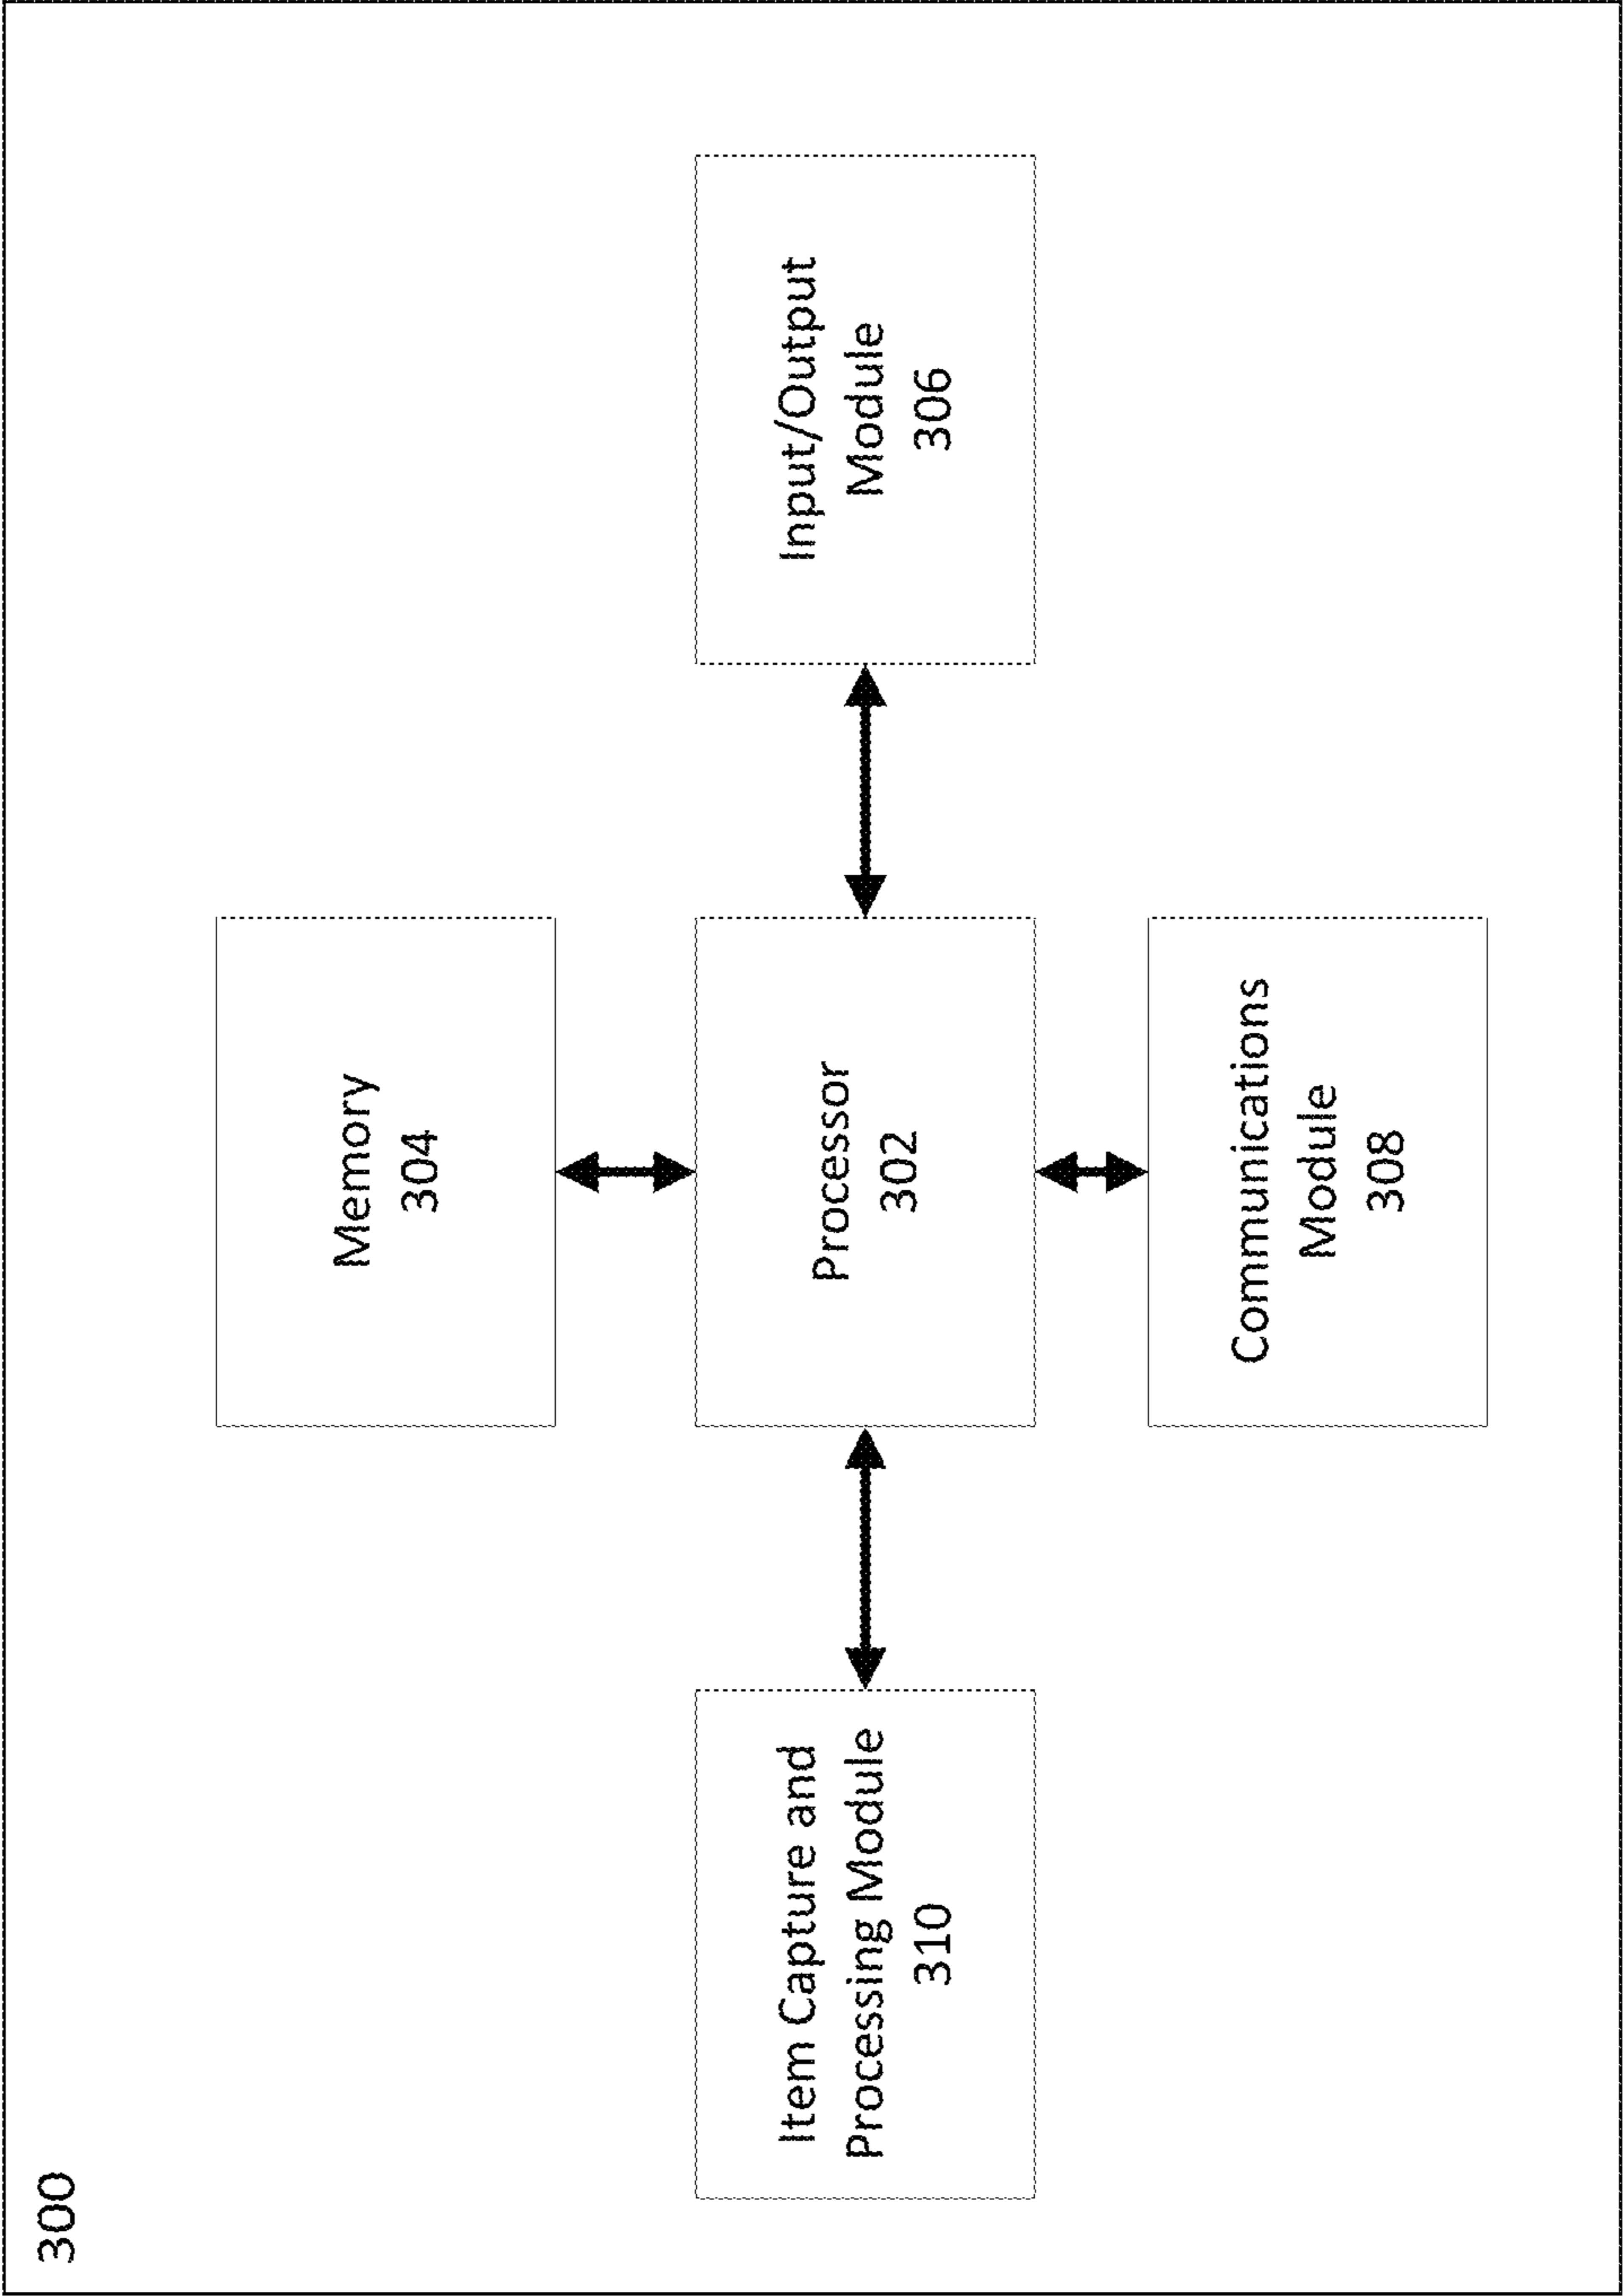 300
Memory
304
Item Capture and
Processing Module
310
Processor
302
Input/Output
Module
306
Communications
Module
308